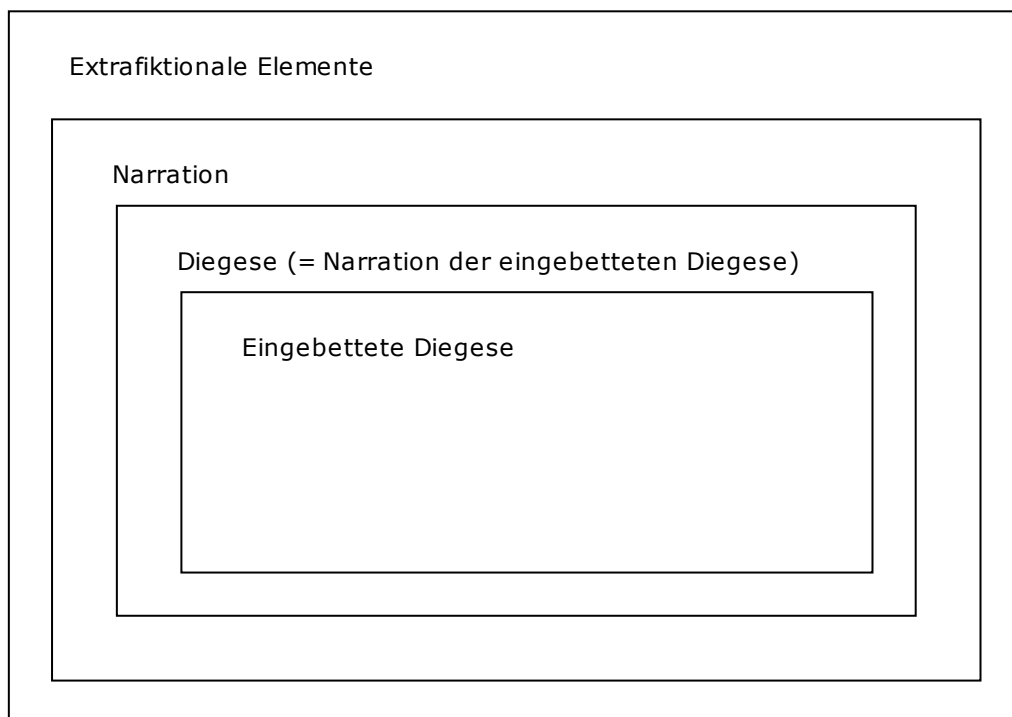 Extrafiktionale Elemente
Narration
Diegese (= Narration der eingebetteten Diegese)
Eingebettete Diegese